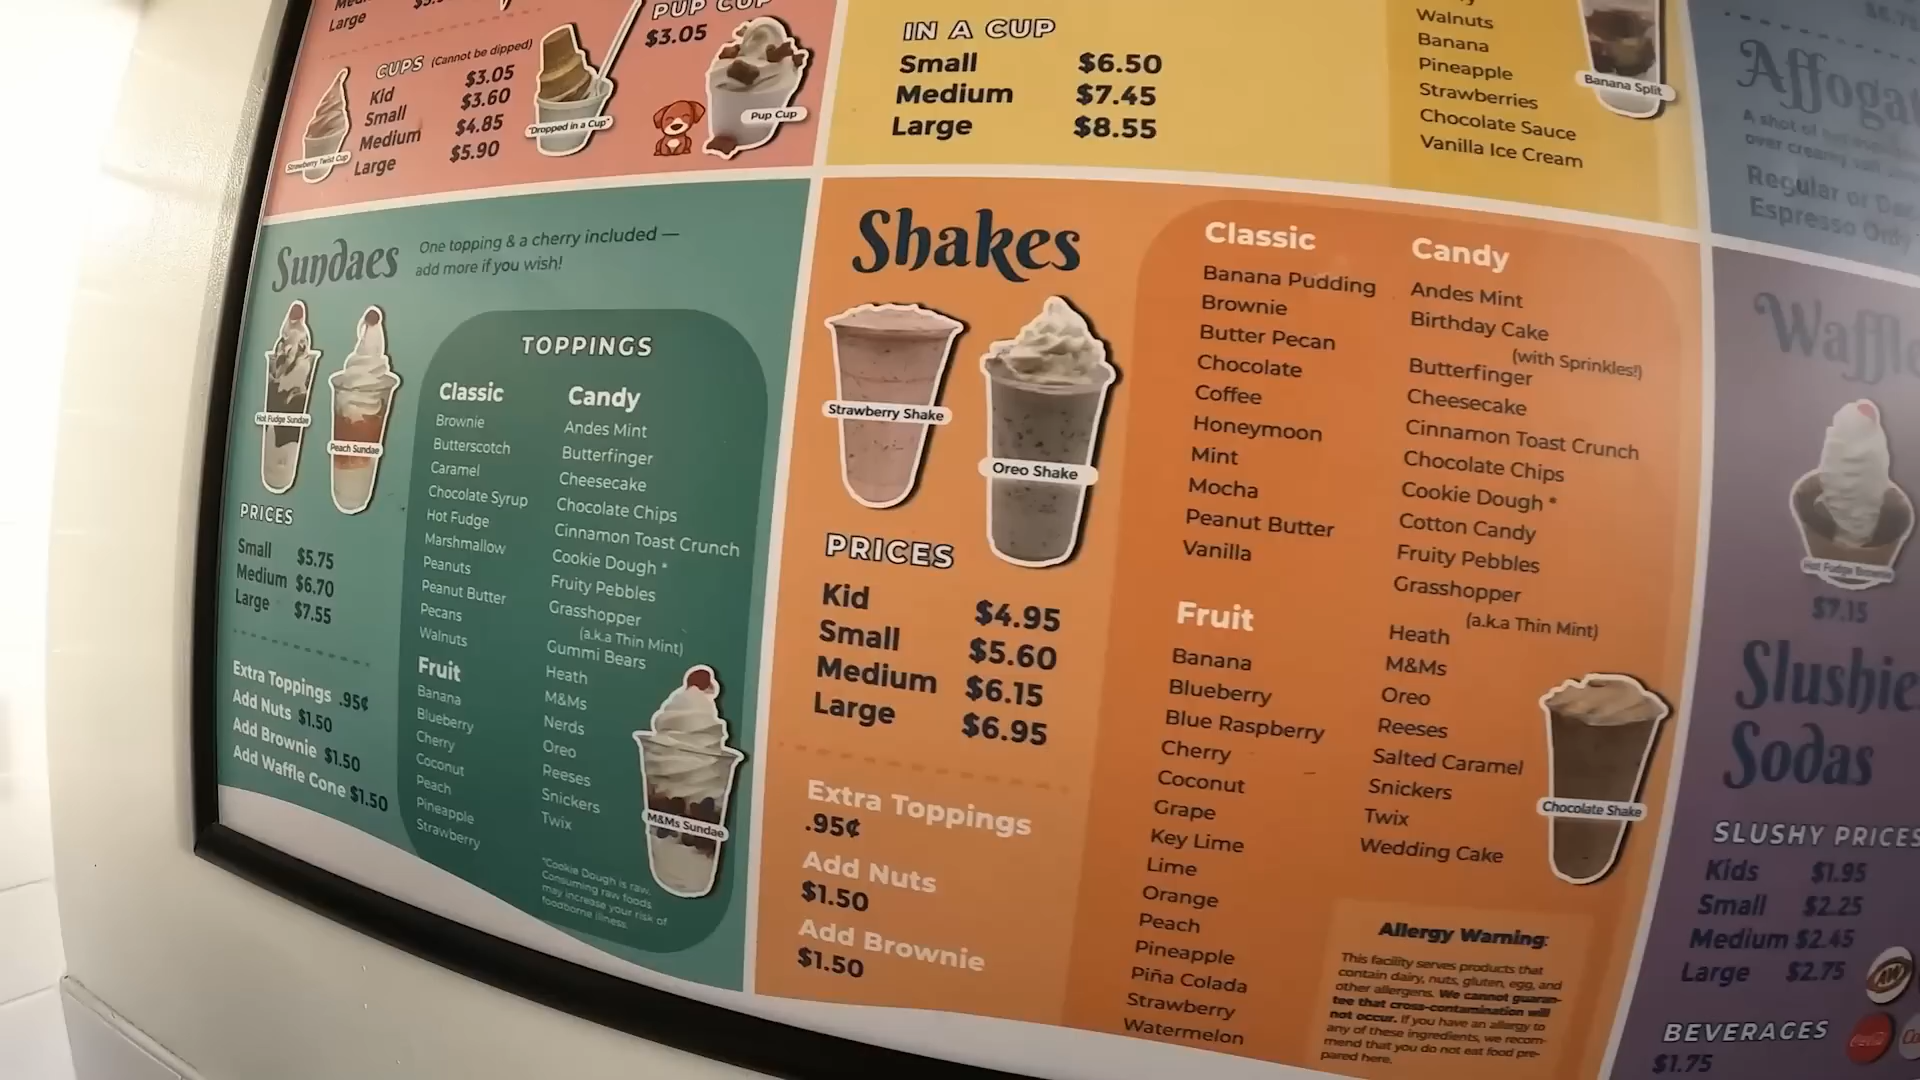 Large
PUP CUP
$3.05
CUPS (Cannot be dipped)
Kid $3.05
Small $3.60
Medium $4.85
Large $5.90
Strawberry Twist Cup
"Dropped in a Cup"
Pup Cup
IN A CUP
Small $6.50
Medium $7.45
Large $8.55
Walnuts
Banana
Pineapple
Strawberries
Chocolate Sauce
Vanilla Ice Cream
Banana Split
A shot of
over creamy
Regular or
Espresso Only
Sundaes
One topping & a cherry included —
add more if you wish!
Hot Fudge Sundae
Peach Sundae
PRICES
Small $5.75
Medium $6.70
Large $7.55
Extra Toppings .95¢
Add Nuts $1.50
Add Brownie $1.50
Add Waffle Cone $1.50
TOPPINGS
Classic
Brownie
Butterscotch
Caramel
Chocolate Syrup
Hot Fudge
Marshmallow
Peanuts
Peanut Butter
Pecans
Walnuts
Fruit
Banana
Blueberry
Cherry
Coconut
Peach
Pineapple
Strawberry
Candy
Andes Mint
Butterfinger
Cheesecake
Chocolate Chips
Cinnamon Toast Crunch
Cookie Dough *
Fruity Pebbles
Grasshopper
(a.k.a Thin Mint)
Gummi Bears
Heath
M&Ms
Nerds
Oreo
Reeses
Snickers
Twix
M&Ms Sundae
*Cookie Dough is raw.
Consuming raw foods
may increase your risk of
foodborne illness.
Shakes
Strawberry Shake
Oreo Shake
PRICES
Kid $4.95
Small $5.60
Medium $6.15
Large $6.95
Extra Toppings
.95¢
Add Nuts
$1.50
Add Brownie
$1.50
Classic
Banana Pudding
Brownie
Butter Pecan
Chocolate
Coffee
Honeymoon
Mint
Mocha
Peanut Butter
Vanilla
Fruit
Banana
Blueberry
Blue Raspberry
Cherry
Coconut
Grape
Key Lime
Lime
Orange
Peach
Pineapple
Piña Colada
Strawberry
Watermelon
Candy
Andes Mint
Birthday Cake
(with Sprinkles!)
Butterfinger
Cheesecake
Cinnamon Toast Crunch
Chocolate Chips
Cookie Dough *
Cotton Candy
Fruity Pebbles
Grasshopper
(a.k.a Thin Mint)
Heath
M&Ms
Oreo
Reeses
Salted Caramel
Snickers
Twix
Wedding Cake
Chocolate Shake
Allergy Warning:
This facility serves products that
contain dairy, nuts, gluten, egg, and
other allergens. We cannot guaran-
tee that cross-contamination will
not occur. If you have an allergy to
any of these ingredients, we recom-
mend that you do not eat food pre-
pared here.
Waffle
Hot Fudge Brownie
$7.15
Sodas
SLUSHY PRICES
Kids $1.95
Small $2.25
Medium $2.45
Large $2.75
AW
BEVERAGES
$1.75